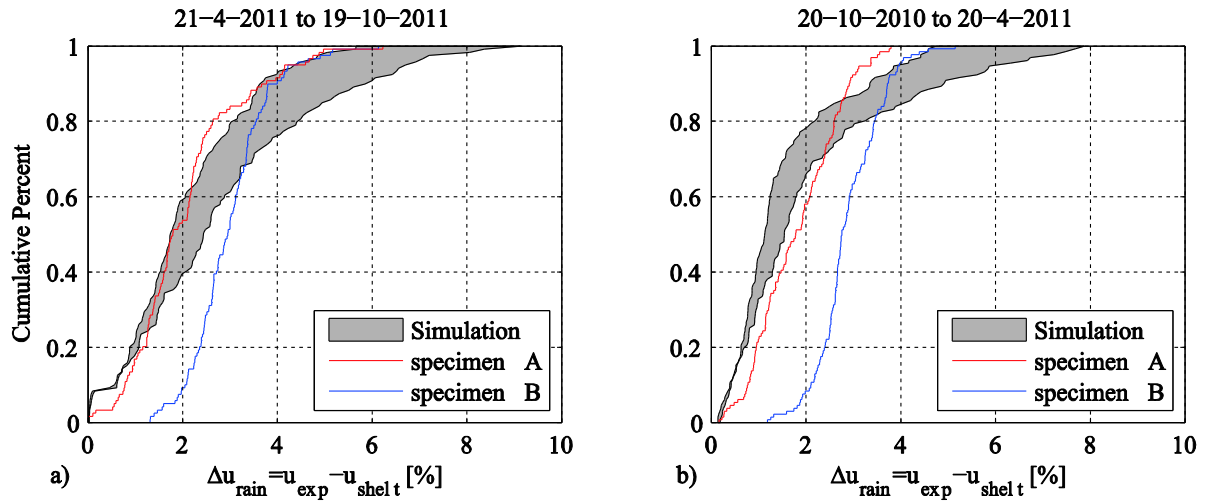 21−4−2011 to 19−10−2011
Cumulative Percent
1
0.8
0.6
0.4
0.2
0
0 2 4 6 8 10
Simulation
specimen A
specimen B
a) Δu_rain=u_exp−u_shel t [%]
20−10−2010 to 20−4−2011
1
0.8
0.6
0.4
0.2
0
0 2 4 6 8 10
Simulation
specimen A
specimen B
b) Δu_rain=u_exp−u_shel t [%]